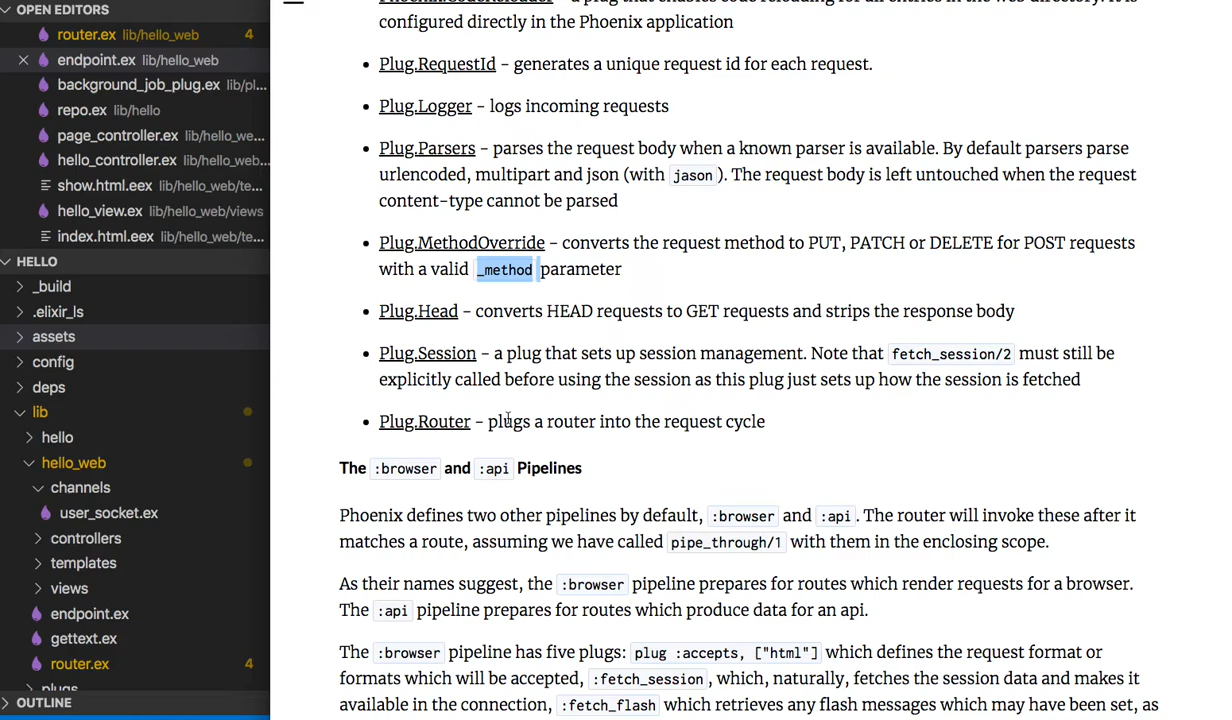 OPEN EDITORS
router.ex lib/hello_web 4
endpoint.ex lib/hello_web
background_job_plug.ex lib/pl...
repo.ex lib/hello
page_controller.ex lib/hello_we...
hello_controller.ex lib/hello_web...
show.html.eex lib/hello_web/te...
hello_view.ex lib/hello_web/views
index.html.eex lib/hello_web/te...
HELLO
_build
.elixir_ls
assets
config
deps
lib
hello
hello_web
channels
user_socket.ex
controllers
templates
views
endpoint.ex
gettext.ex
router.ex 4
plugs
OUTLINE
configured directly in the Phoenix application
Plug.RequestId - generates a unique request id for each request.
Plug.Logger - logs incoming requests
Plug.Parsers - parses the request body when a known parser is available. By default parsers parse
urlencoded, multipart and json (with jason). The request body is left untouched when the request
content-type cannot be parsed
Plug.MethodOverride - converts the request method to PUT, PATCH or DELETE for POST requests
with a valid _method parameter
Plug.Head - converts HEAD requests to GET requests and strips the response body
Plug.Session - a plug that sets up session management. Note that fetch_session/2 must still be
explicitly called before using the session as this plug just sets up how the session is fetched
Plug.Router - plugs a router into the request cycle
The :browser and :api Pipelines
Phoenix defines two other pipelines by default, :browser and :api. The router will invoke these after it
matches a route, assuming we have called pipe_through/1 with them in the enclosing scope.
As their names suggest, the :browser pipeline prepares for routes which render requests for a browser.
The :api pipeline prepares for routes which produce data for an api.
The :browser pipeline has five plugs: plug :accepts, ["html"] which defines the request format or
formats which will be accepted, :fetch_session, which, naturally, fetches the session data and makes it
available in the connection, :fetch_flash which retrieves any flash messages which may have been set, as